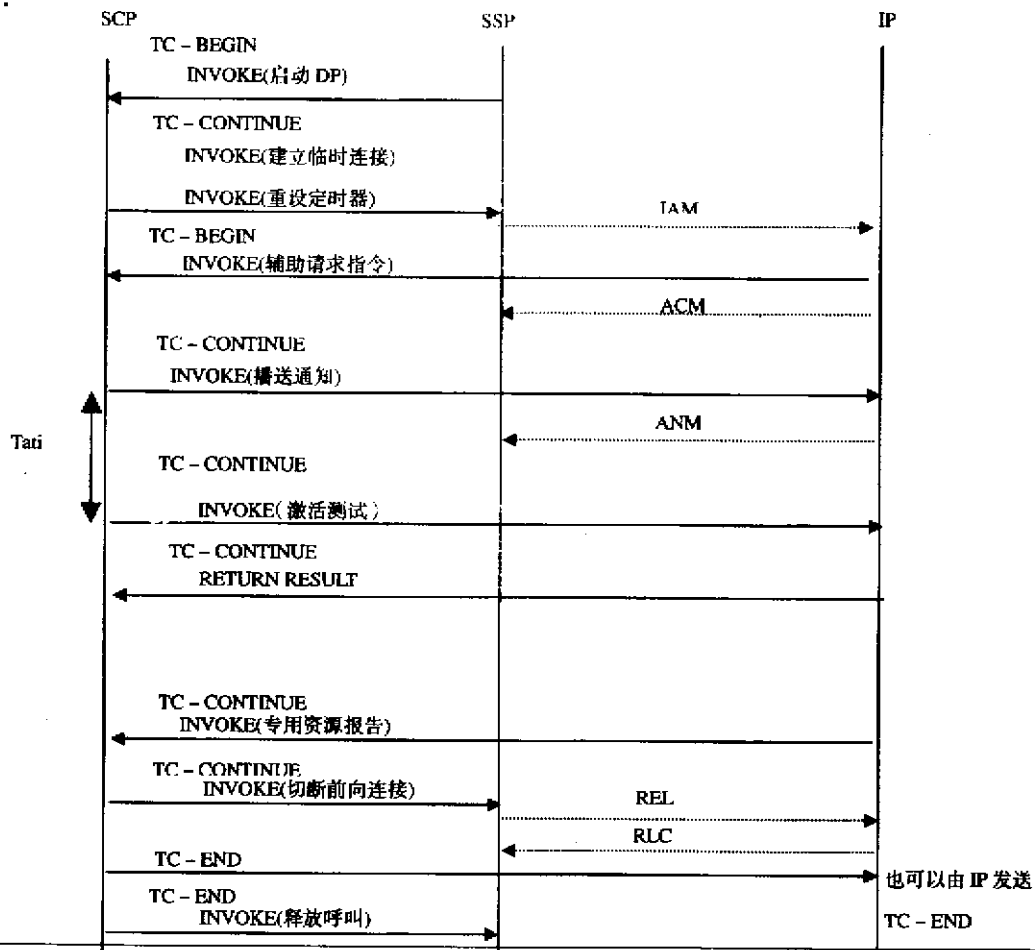 SCP
SSP
IP
TC – BEGIN
INVOKE(启动 DP)
TC – CONTINUE
INVOKE(建立临时连接)
INVOKE(重设定时器)
IAM
TC – BEGIN
INVOKE(辅助请求指令)
ACM
TC – CONTINUE
INVOKE(播送通知)
ANM
Tati
TC – CONTINUE
INVOKE( 激活测试 )
TC – CONTINUE
RETURN RESULT
TC – CONTINUE
INVOKE(专用资源报告)
TC – CONTINUE
INVOKE(切断前向连接)
REL
RLC
TC – END
也可以由 IP 发送
TC – END
INVOKE(释放呼叫)
TC – END